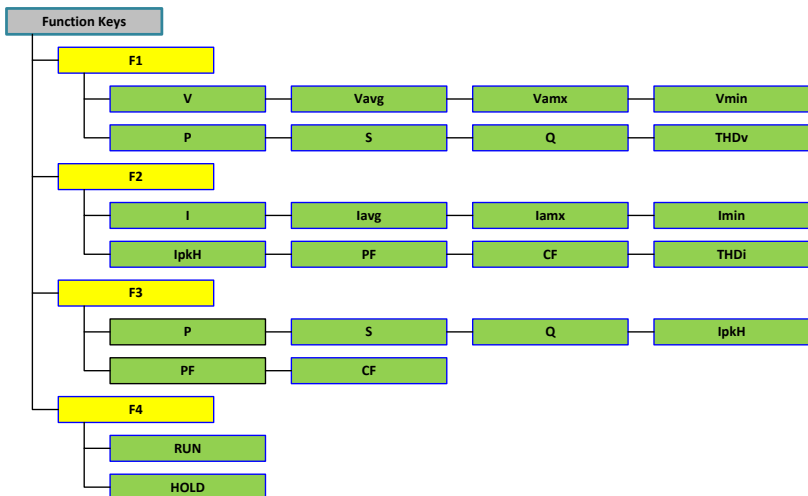 Function Keys
F1
V Vavg Vamx Vmin
P S Q THDv
F2
I Iavg Iamx Imin
IpkH PF CF THDi
F3
P S Q IpkH
PF CF
F4
RUN
HOLD